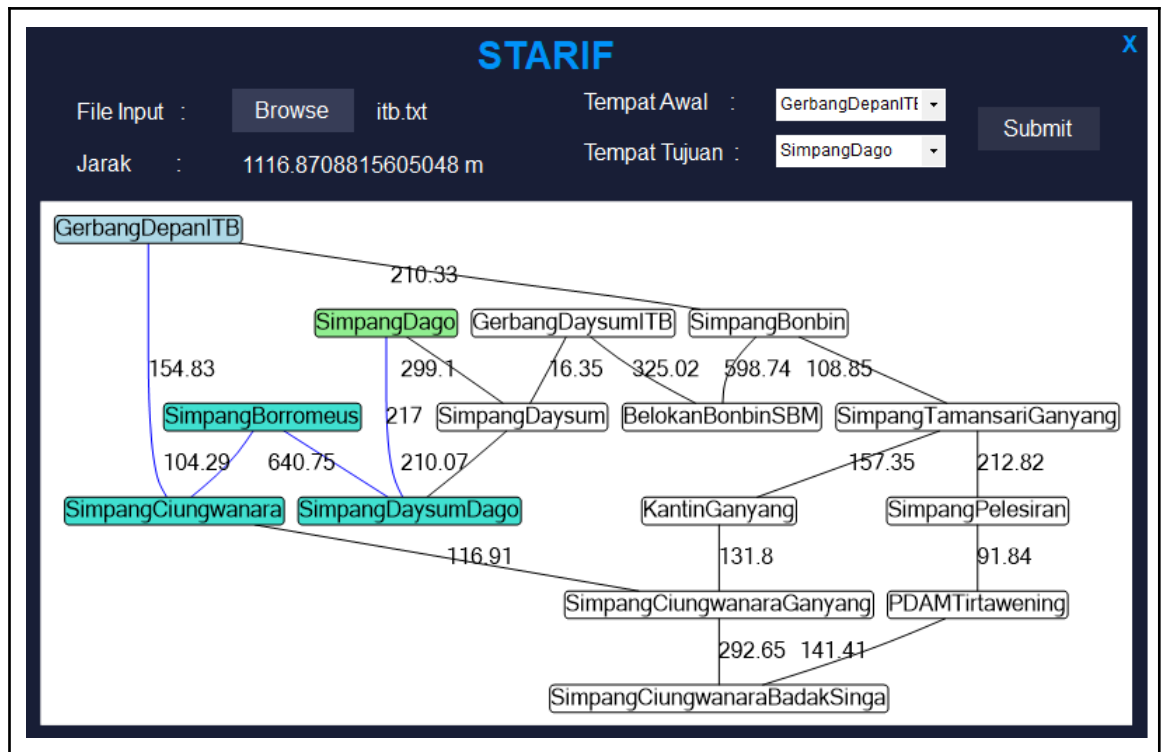 STARIF
X
File Input : Browse itb.txt
Tempat Awal : GerbangDepanITE
Submit
Jarak : 1116.8708815605048 m
Tempat Tujuan : SimpangDago
GerbangDepanITB
210.33
SimpangDago GerbangDaysumITB SimpangBonbin
154.83 299.1 16.35 325.02 598.74 108.85
SimpangBorromeus 217 SimpangDaysum BelokanBonbinSBM SimpangTamansariGanyang
104.29 640.75 210.07 157.35 212.82
SimpangCiungwanara SimpangDaysumDago KantinGanyang SimpangPelesiran
116.91 131.8 91.84
SimpangCiungwanaraGanyang PDAMTirtawening
292.65 141.41
SimpangCiungwanaraBadakSinga